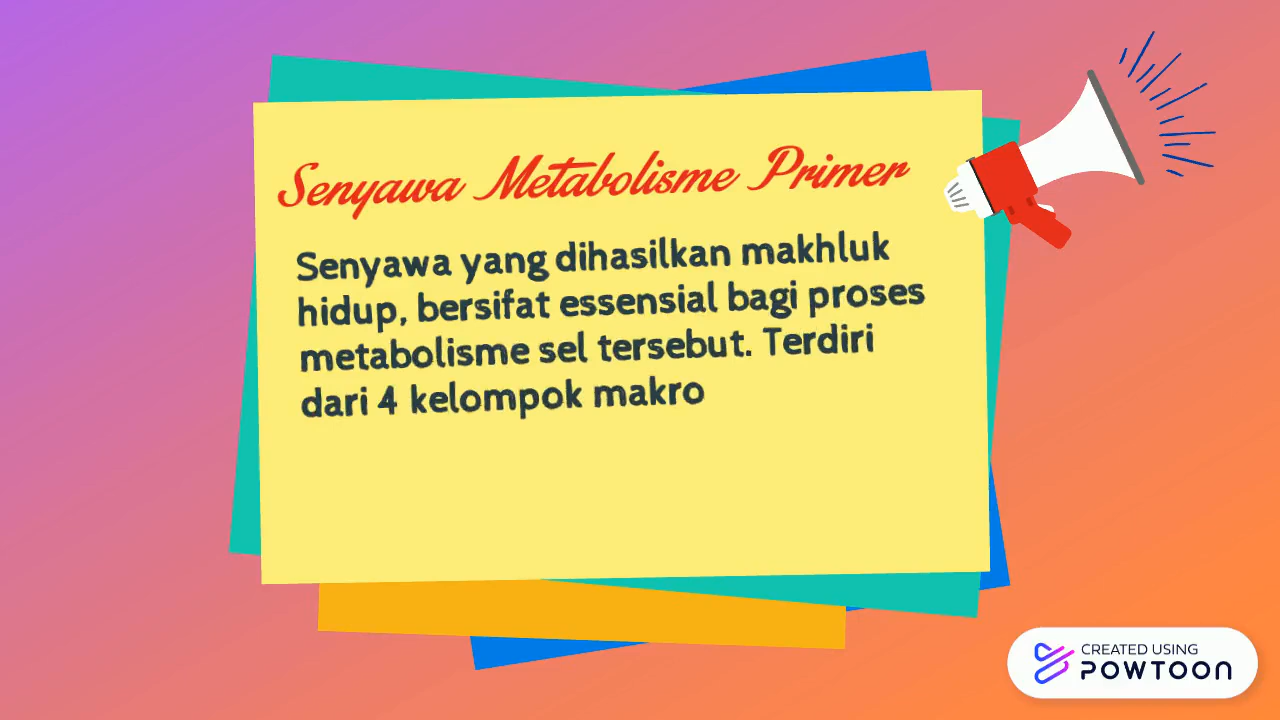 Senyawa Metabolisme Primer
Senyawa yang dihasilkan makhluk
hidup, bersifat essensial bagi proses
metabolisme sel tersebut. Terdiri
dari 4 kelompok makro
CREATED USING
POWTOON